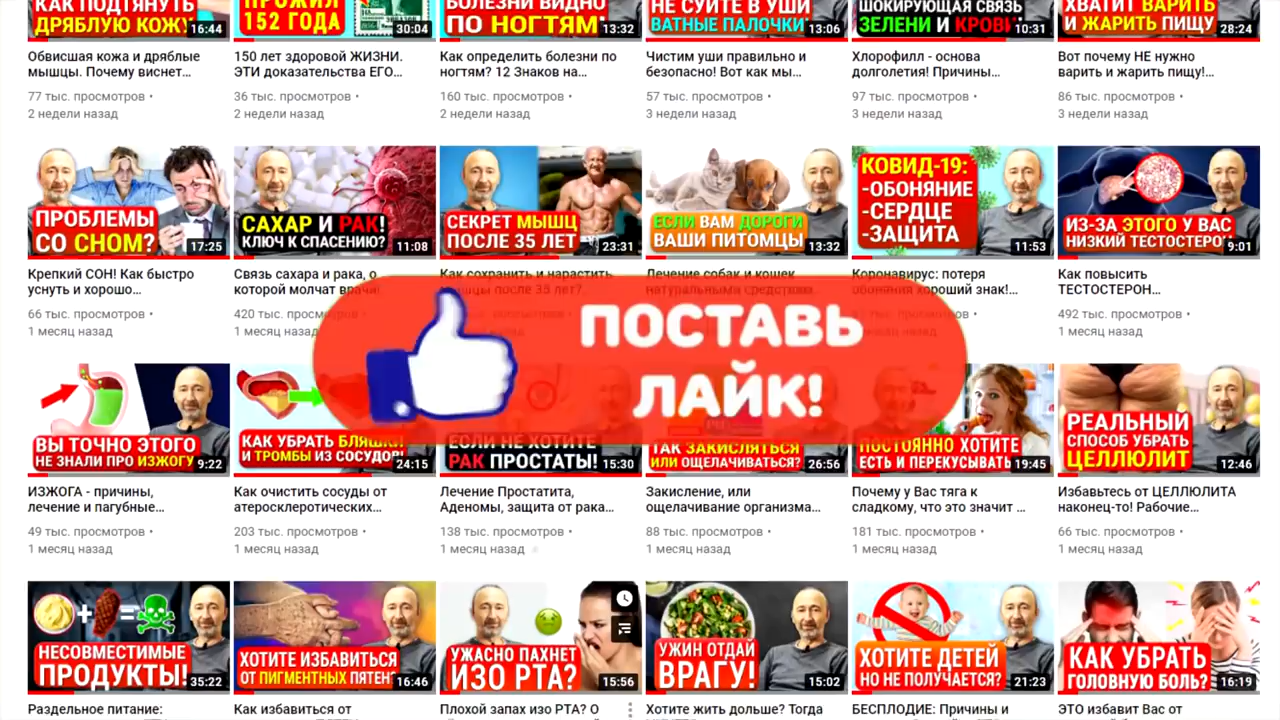 КАК ПОДТЯНУТЬ
ДРЯБЛУЮ КОЖУ
16:44
ПРОЖИЛ
152 ГОДА
30:04
БОЛЕЗНИ ВИДНО
ПО НОГТЯМ
13:32
НЕ СУЙТЕ В УШИ
ВАТНЫЕ ПАЛОЧКИ
13:06
ШОКИРУЮЩАЯ СВЯЗЬ
ЗЕЛЕНИ И КРОВИ
10:31
ХВАТИТ ВАРИТЬ
И ЖАРИТЬ ПИЩУ
28:24
Обвисшая кожа и дряблые
мышцы. Почему виснет...
77 тыс. просмотров •
2 недели назад
150 лет здоровой ЖИЗНИ.
ЭТИ доказательства ЕГО...
36 тыс. просмотров •
2 недели назад
Как определить болезни по
ногтям? 12 Знаков на...
160 тыс. просмотров •
2 недели назад
Чистим уши правильно и
безопасно! Вот как мы...
57 тыс. просмотров •
3 недели назад
Хлорофилл - основа
долголетия! Причины...
97 тыс. просмотров •
3 недели назад
Вот почему НЕ нужно
варить и жарить пищу!...
86 тыс. просмотров •
3 недели назад
ПРОБЛЕМЫ
СО СНОМ?
17:25
САХАР И РАК!
КЛЮЧ К СПАСЕНИЮ?
11:08
СЕКРЕТ МЫШЦ
ПОСЛЕ 35 ЛЕТ
23:31
ЕСЛИ ВАМ ДОРОГИ
ВАШИ ПИТОМЦЫ
13:32
КОВИД-19:
-ОБОНЯНИЕ
-СЕРДЦЕ
-ЗАЩИТА
11:53
ИЗ-ЗА ЭТОГО У ВАС
НИЗКИЙ ТЕСТОСТЕРО
9:01
Крепкий СОН! Как быстро
уснуть и хорошо...
66 тыс. просмотров •
1 месяц назад
Связь сахара и рака, о
которой молчат врачи!
420 тыс. просмотров
1 месяц назад
Как сохранить и нарастить
мышцы после 35 лет?
Лечение собак и кошек
натуральными средствами
Коронавирус: потеря
обоняния хороший знак!...
Как повысить
ТЕСТОСТЕРОН...
492 тыс. просмотров •
1 месяц назад
ПОСТАВЬ
ЛАЙК!
ВЫ ТОЧНО ЭТОГО
НЕ ЗНАЛИ ПРО ИЗЖОГУ
9:22
КАК УБРАТЬ БЛЯШКИ
И ТРОМБЫ ИЗ СОСУДОВ!
24:15
ЕСЛИ НЕ ХОТИТЕ
РАК ПРОСТАТЫ!
15:30
ТАК ЗАКИСЛЯТЬСЯ
ИЛИ ОЩЕЛАЧИВАТЬСЯ?
26:56
ПОСТОЯННО ХОТИТЕ
ЕСТЬ И ПЕРЕКУСЫВАТЬ
19:45
РЕАЛЬНЫЙ
СПОСОБ УБРАТЬ
ЦЕЛЛЮЛИТ
12:46
ИЗЖОГА - причины,
лечение и пагубные...
49 тыс. просмотров •
1 месяц назад
Как очистить сосуды от
атеросклеротических...
203 тыс. просмотров •
1 месяц назад
Лечение Простатита,
Аденомы, защита от рака...
138 тыс. просмотров •
1 месяц назад
Закисление, или
ощелачивание организма...
88 тыс. просмотров •
1 месяц назад
Почему у Вас тяга к
сладкому, что это значит ...
181 тыс. просмотров •
1 месяц назад
Избавьтесь от ЦЕЛЛЮЛИТА
наконец-то! Рабочие...
66 тыс. просмотров •
1 месяц назад
НЕСОВМЕСТИМЫЕ
ПРОДУКТЫ!
35:22
ХОТИТЕ ИЗБАВИТЬСЯ
ОТ ПИГМЕНТНЫХ ПЯТЕН
16:46
УЖАСНО ПАХНЕТ
ИЗО РТА?
15:56
УЖИН ОТДАЙ
ВРАГУ!
15:02
ХОТИТЕ ДЕТЕЙ
НО НЕ ПОЛУЧАЕТСЯ?
21:23
КАК УБРАТЬ
ГОЛОВНУЮ БОЛЬ?
16:19
Раздельное питание:
Как избавиться от
Плохой запах изо РТА? О
Хотите жить дольше? Тогда
БЕСПЛОДИЕ: Причины и
ЭТО избавит Вас от